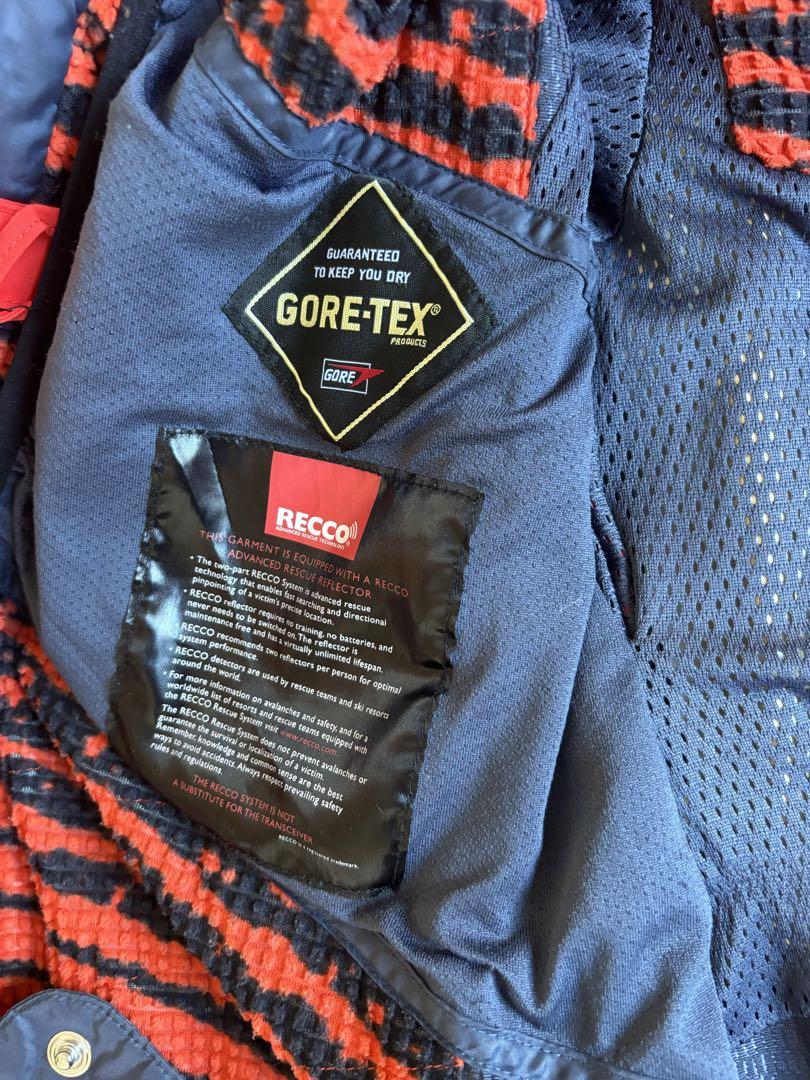 GUARANTEED
TO KEEP YOU DRY
GORE-TEX®
PRODUCTS
GORE
RECCO
ADVANCED RESCUE TECHNOLOGY
THIS GARMENT IS EQUIPPED WITH A RECCO
ADVANCED RESCUE REFLECTOR
• The two-part RECCO System is advanced rescue
technology that enables fast searching and directional
pinpointing of a victim's precise location.
• RECCO reflector requires no training, no batteries, and
never needs to be switched on. The reflector is
maintenance free and has a virtually unlimited lifespan.
• RECCO recommends two reflectors per person for optimal
system performance.
• RECCO detectors are used by rescue teams and ski resorts
around the world.
• For more information on avalanches and safety, and for a
worldwide list of resorts and rescue teams equipped with
the RECCO Rescue System visit www.recco.com
The RECCO Rescue System does not prevent avalanches or
guarantee the survival or localization of a victim.
Remember, knowledge and common sense are the best
ways to avoid accidents. Always respect prevailing safety
rules and regulations.
THE RECCO SYSTEM IS NOT
A SUBSTITUTE FOR THE TRANSCEIVER
RECCO is a registered trademark.